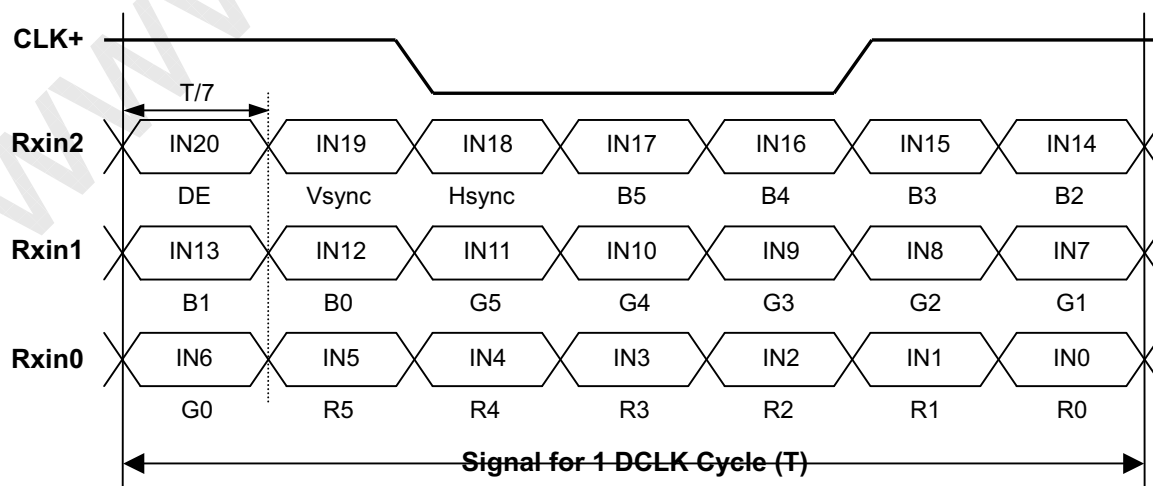 CLK+
T/7
Rxin2 IN20 IN19 IN18 IN17 IN16 IN15 IN14
DE Vsync Hsync B5 B4 B3 B2
Rxin1 IN13 IN12 IN11 IN10 IN9 IN8 IN7
B1 B0 G5 G4 G3 G2 G1
Rxin0 IN6 IN5 IN4 IN3 IN2 IN1 IN0
G0 R5 R4 R3 R2 R1 R0
Signal for 1 DCLK Cycle (T)